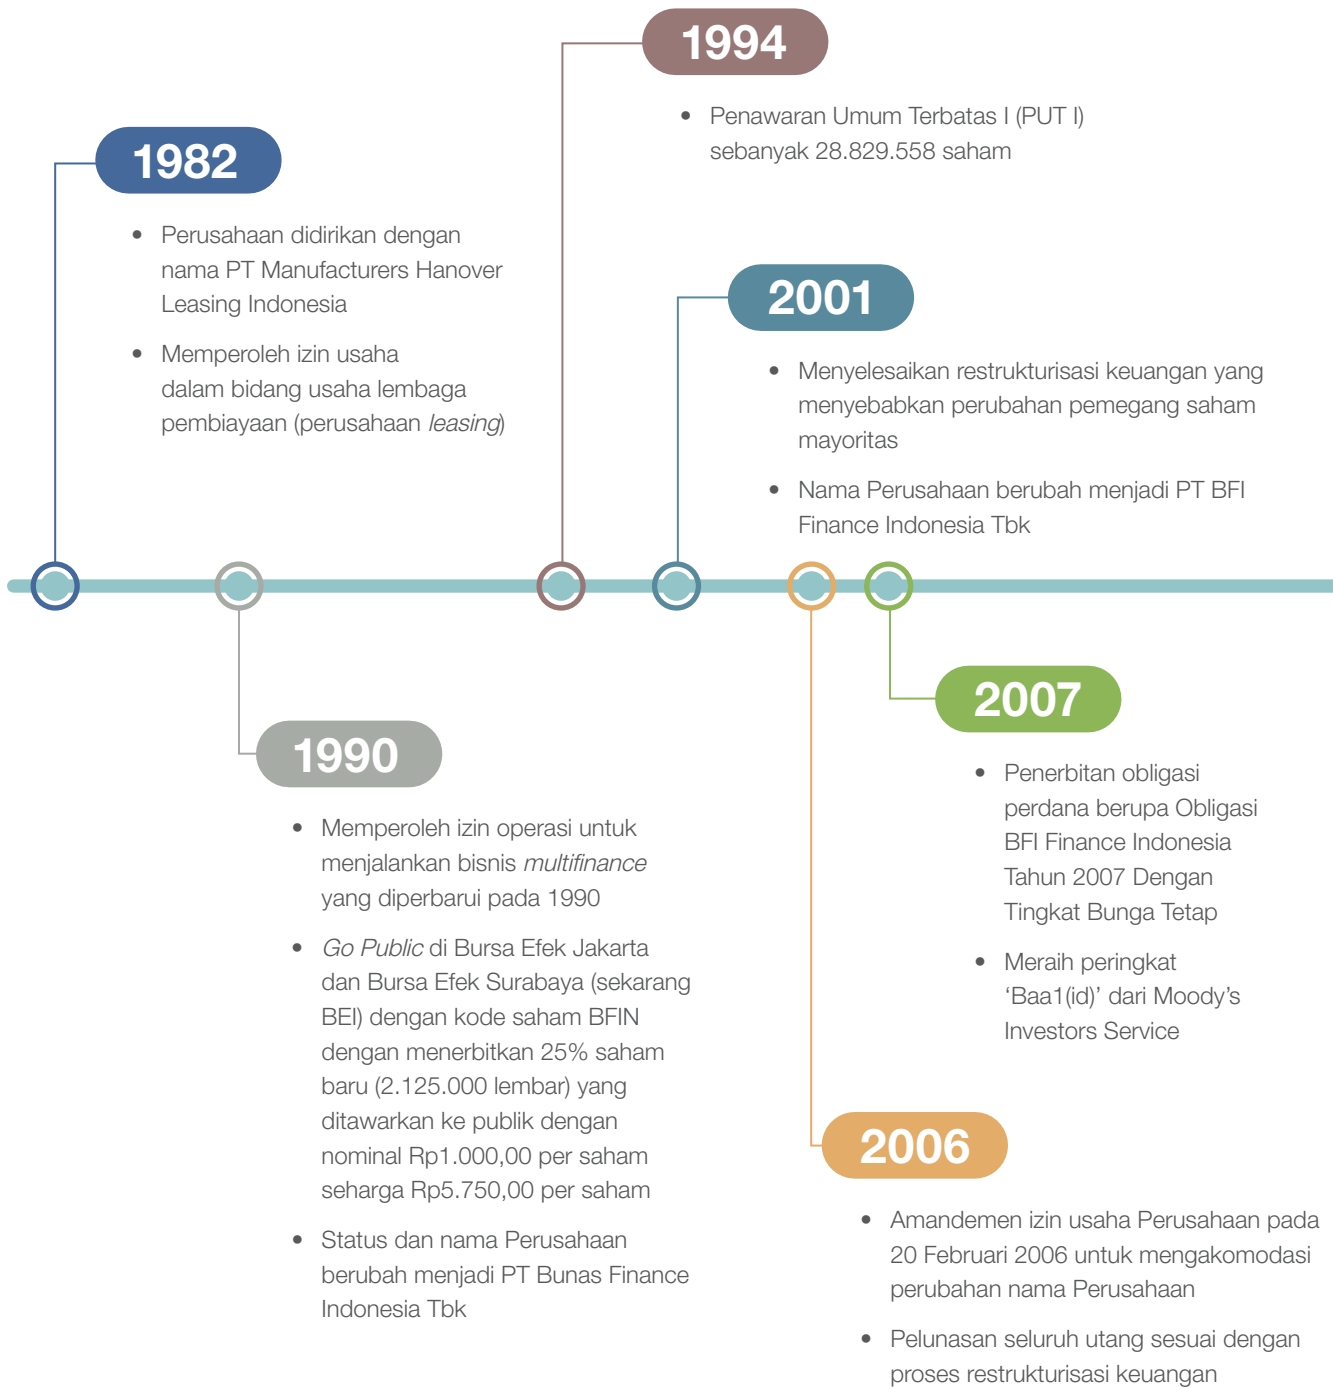 1994
• Penawaran Umum Terbatas I (PUT I)
sebanyak 28.829.558 saham
1982
• Perusahaan didirikan dengan
nama PT Manufacturers Hanover
Leasing Indonesia
• Memperoleh izin usaha
dalam bidang usaha lembaga
pembiayaan (perusahaan leasing)
2001
• Menyelesaikan restrukturisasi keuangan yang
menyebabkan perubahan pemegang saham
mayoritas
• Nama Perusahaan berubah menjadi PT BFI
Finance Indonesia Tbk
1990
• Memperoleh izin operasi untuk
menjalankan bisnis multifinance
yang diperbarui pada 1990
• Go Public di Bursa Efek Jakarta
dan Bursa Efek Surabaya (sekarang
BEI) dengan kode saham BFIN
dengan menerbitkan 25% saham
baru (2.125.000 lembar) yang
ditawarkan ke publik dengan
nominal Rp1.000,00 per saham
seharga Rp5.750,00 per saham
• Status dan nama Perusahaan
berubah menjadi PT Bunas Finance
Indonesia Tbk
2007
• Penerbitan obligasi
perdana berupa Obligasi
BFI Finance Indonesia
Tahun 2007 Dengan
Tingkat Bunga Tetap
• Meraih peringkat
‘Baa1(id)’ dari Moody’s
Investors Service
2006
• Amandemen izin usaha Perusahaan pada
20 Februari 2006 untuk mengakomodasi
perubahan nama Perusahaan
• Pelunasan seluruh utang sesuai dengan
proses restrukturisasi keuangan